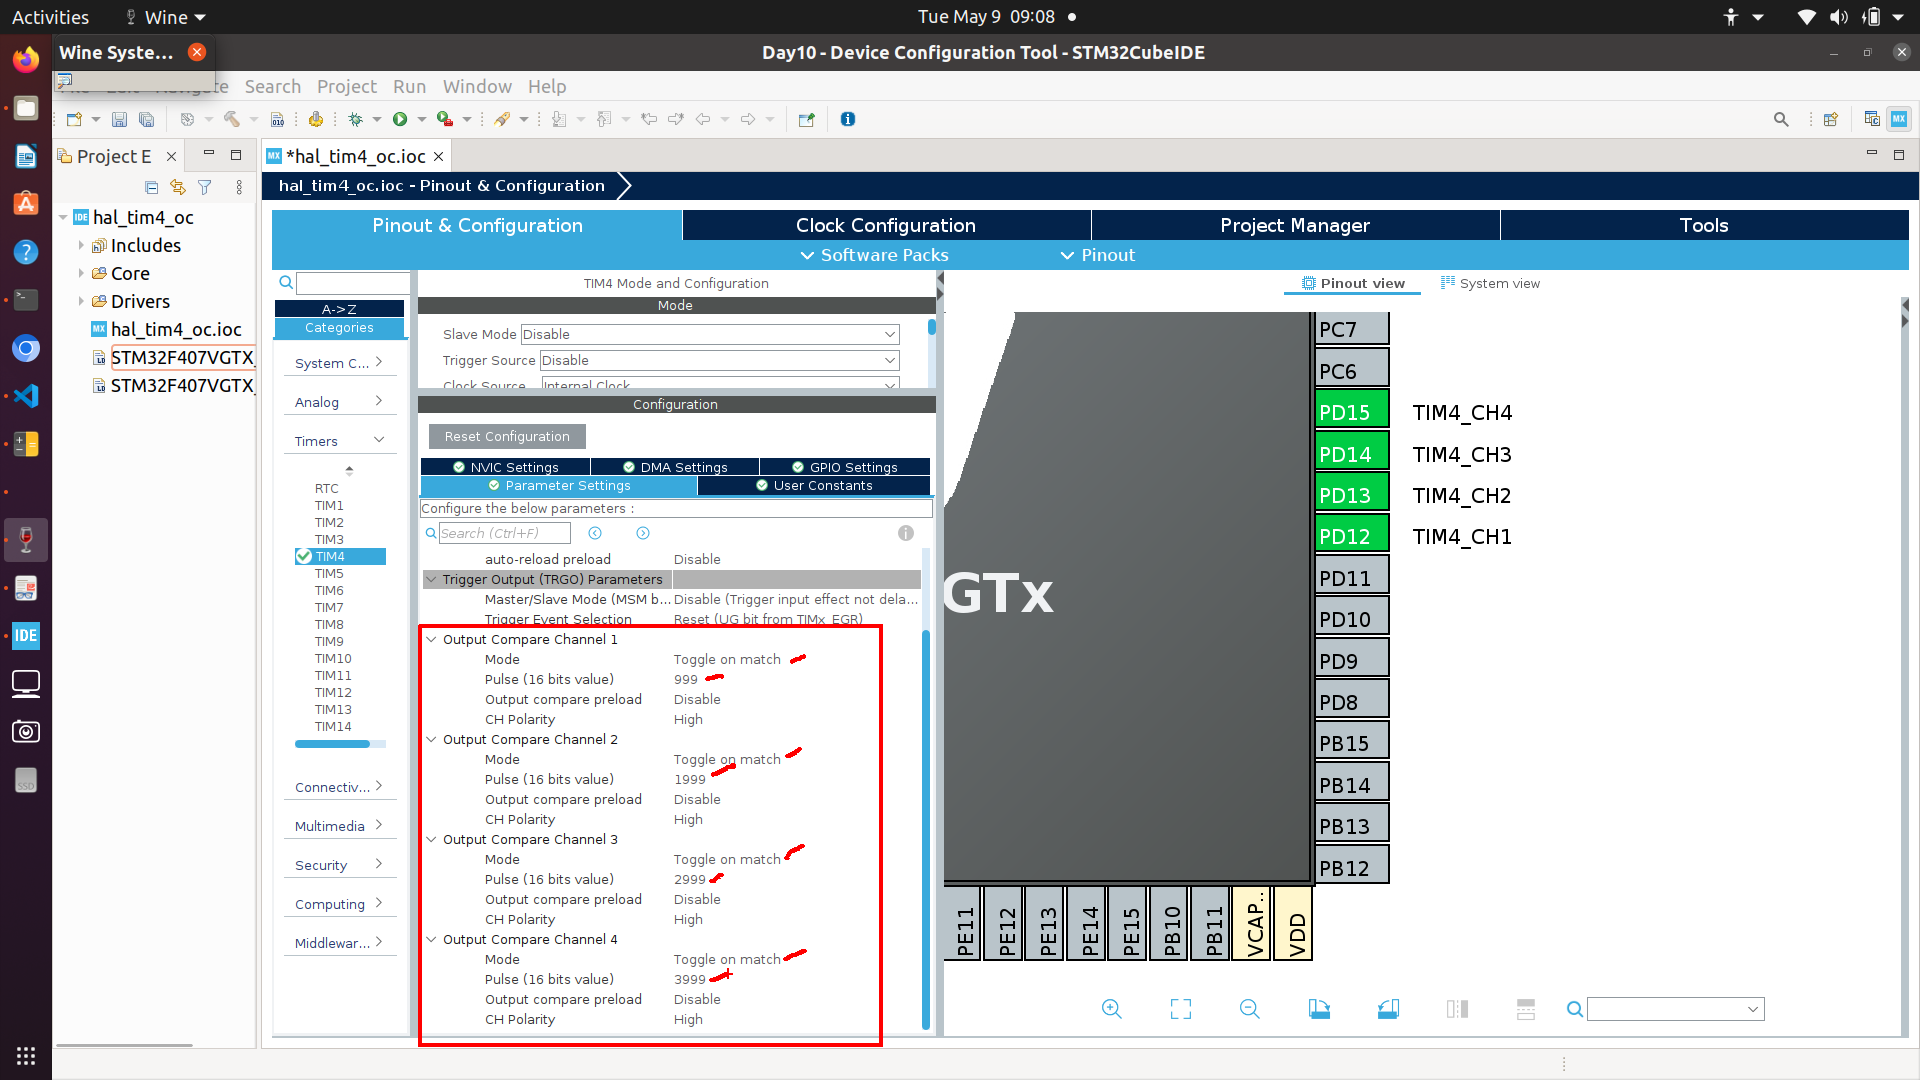 Activities
Wine
Tue May 9 09:08
Wine Syste...
Day10 - Device Configuration Tool - STM32CubeIDE
Search Project Run Window Help
Project E
*hal_tim4_oc.ioc
hal_tim4_oc.ioc - Pinout & Configuration
hal_tim4_oc
Includes
Core
Drivers
hal_tim4_oc.ioc
STM32F407VGTX_
STM32F407VGTX_
Pinout & Configuration
Clock Configuration
Project Manager
Tools
Software Packs
Pinout
A->Z
Categories
System C...
Analog
Timers
RTC
TIM1
TIM2
TIM3
TIM4
TIM5
TIM6
TIM7
TIM8
TIM9
TIM10
TIM11
TIM12
TIM13
TIM14
Connectiv...
Multimedia
Security
Computing
Middlewar...
TIM4 Mode and Configuration
Mode
Slave Mode Disable
Trigger Source Disable
Clock Source Internal Clock
Configuration
Reset Configuration
NVIC Settings
DMA Settings
GPIO Settings
Parameter Settings
User Constants
Configure the below parameters :
Search (Ctrl+F)
auto-reload preload Disable
Trigger Output (TRGO) Parameters
Master/Slave Mode (MSM b... Disable (Trigger input effect not dela...
Trigger Event Selection Reset (UG bit from TIMx_EGR)
Output Compare Channel 1
Mode Toggle on match
Pulse (16 bits value) 999
Output compare preload Disable
CH Polarity High
Output Compare Channel 2
Mode Toggle on match
Pulse (16 bits value) 1999
Output compare preload Disable
CH Polarity High
Output Compare Channel 3
Mode Toggle on match
Pulse (16 bits value) 2999
Output compare preload Disable
CH Polarity High
Output Compare Channel 4
Mode Toggle on match
Pulse (16 bits value) 3999
Output compare preload Disable
CH Polarity High
Pinout view
System view
PC7
PC6
PD15 TIM4_CH4
PD14 TIM4_CH3
PD13 TIM4_CH2
PD12 TIM4_CH1
PD11
PD10
PD9
PD8
PB15
PB14
PB13
PB12
GTx
PE11
PE12
PE13
PE14
PE15
PB10
PB11
VCAP..
VDD